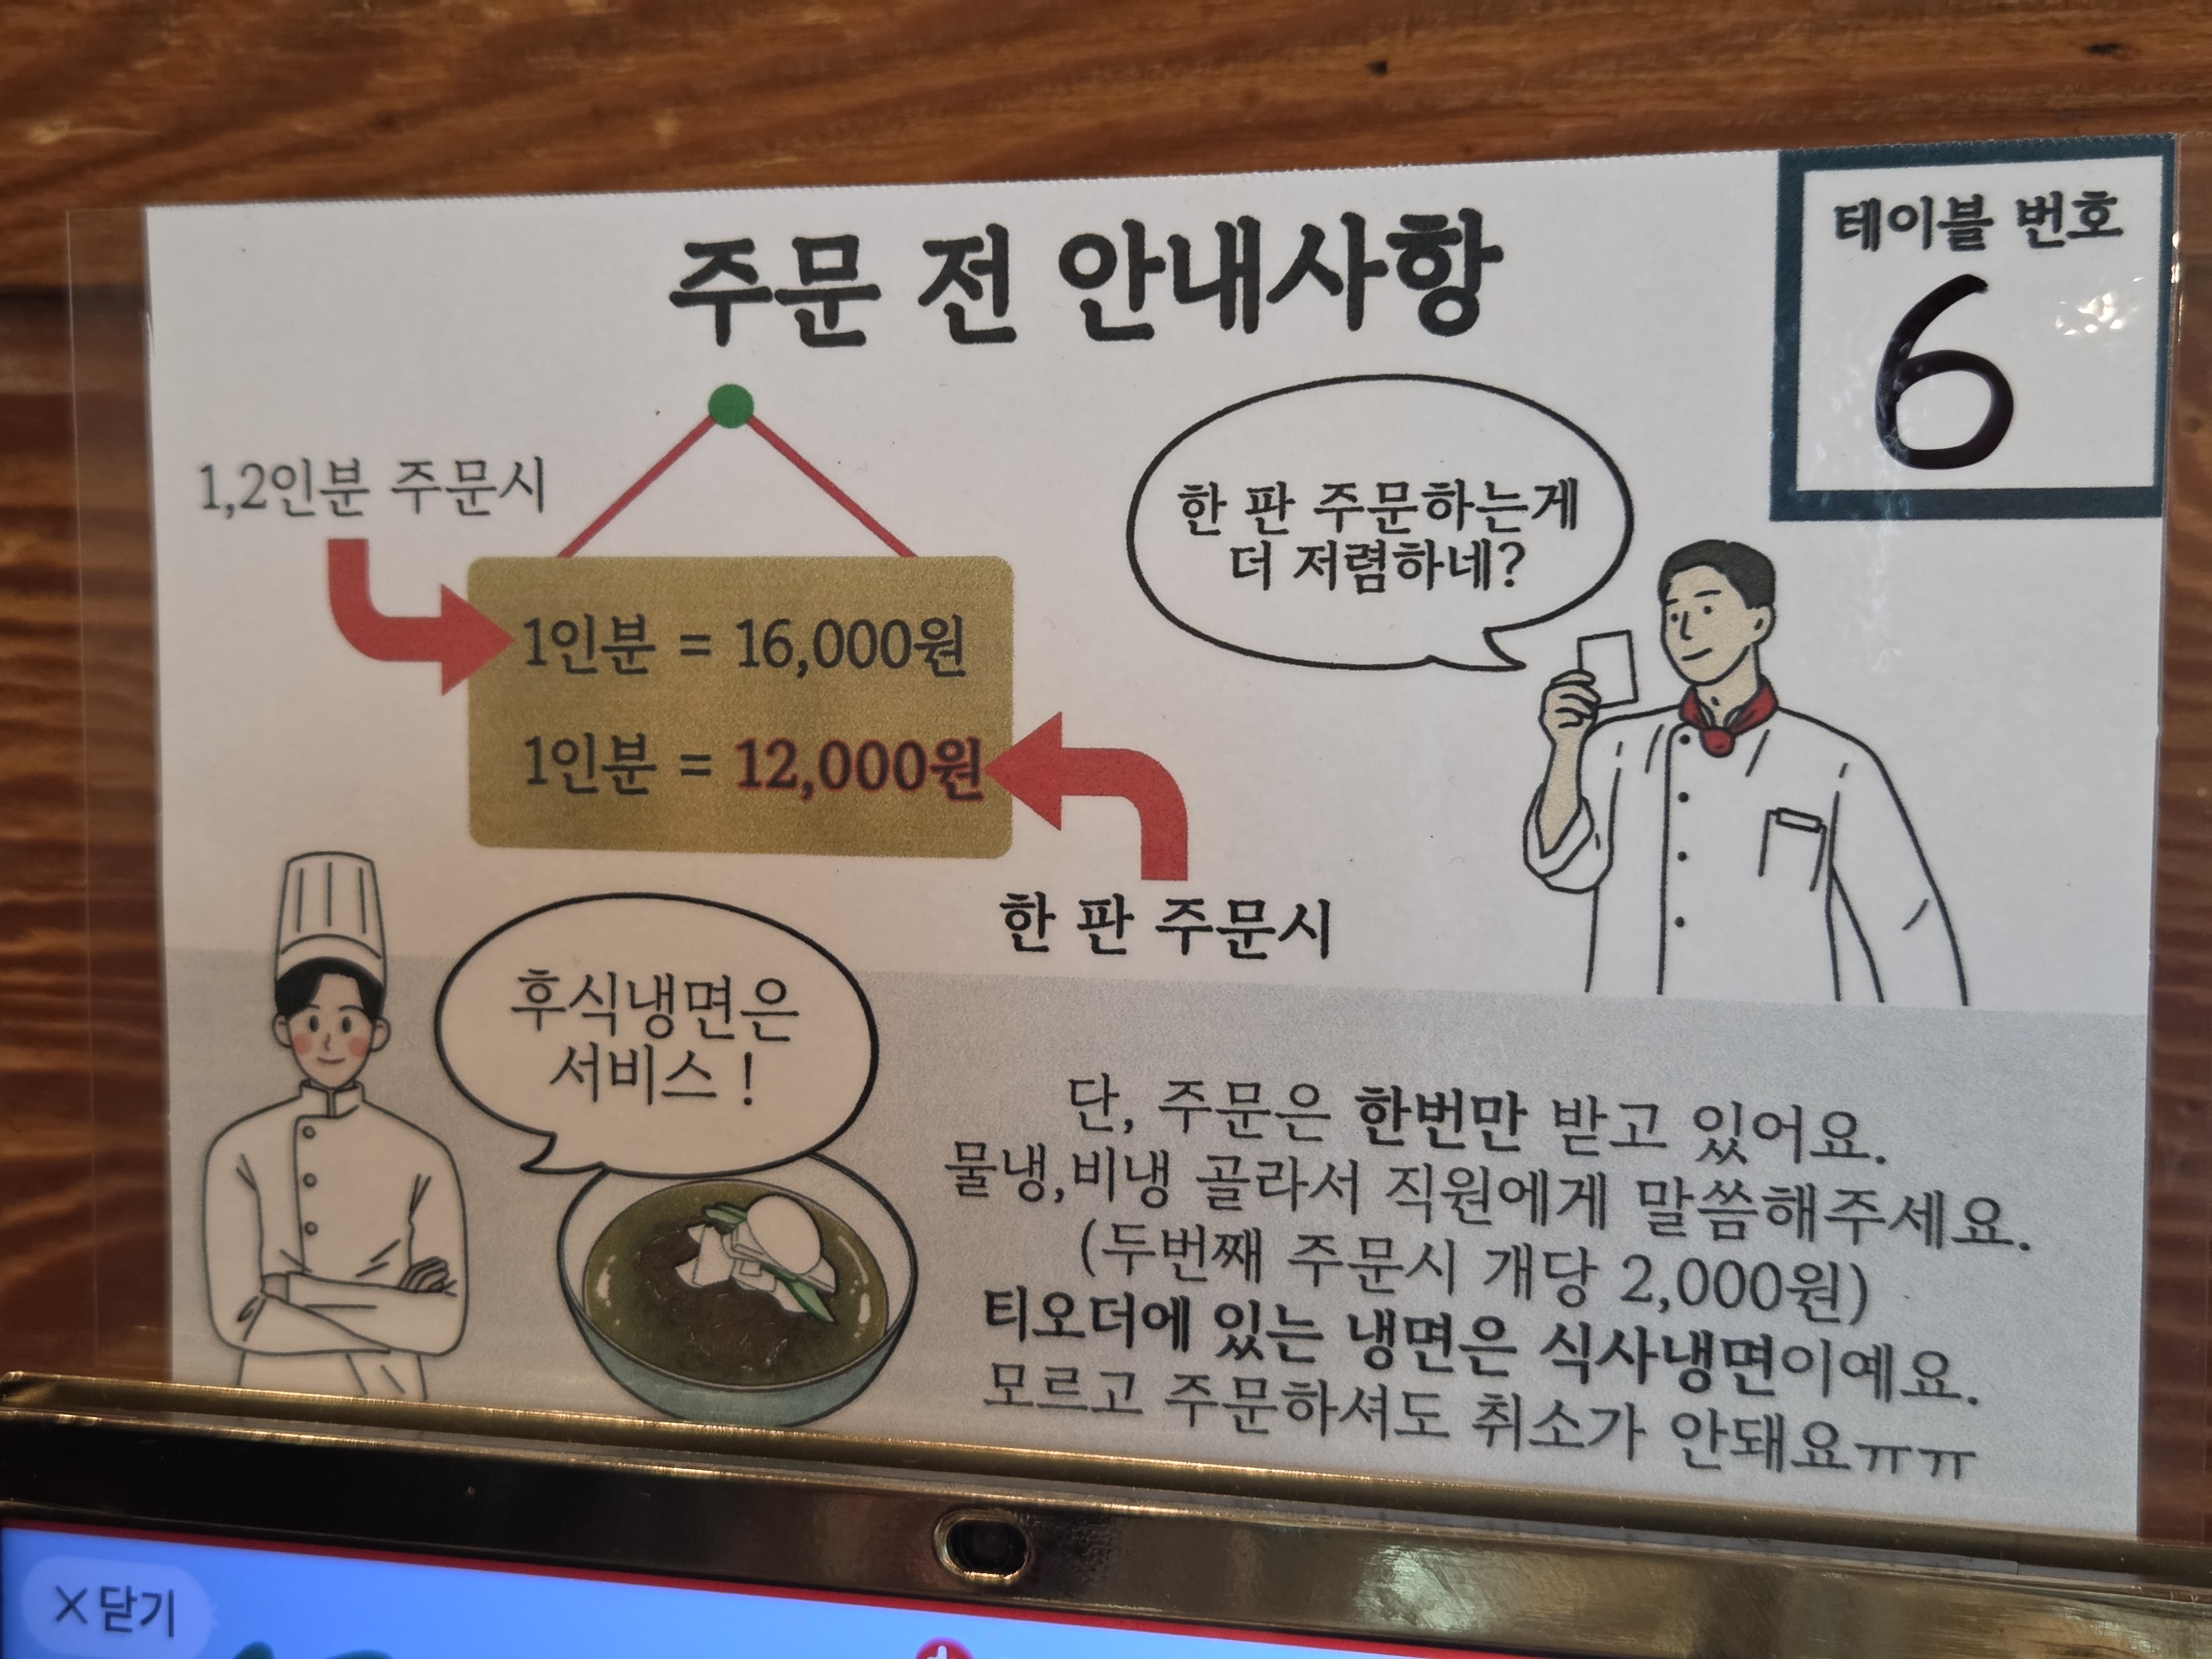 주문 전 안내사항
테이블 번호
6
1,2인분 주문시
1인분 = 16,000원
1인분 = 12,000원
한 판 주문시
한 판 주문하는게
더 저렴하네?
후식냉면은
서비스 !
단, 주문은 한번만 받고 있어요.
물냉,비냉 골라서 직원에게 말씀해주세요.
(두번째 주문시 개당 2,000원)
티오더에 있는 냉면은 식사냉면이예요.
모르고 주문하셔도 취소가 안돼요ㅠㅠ
×닫기